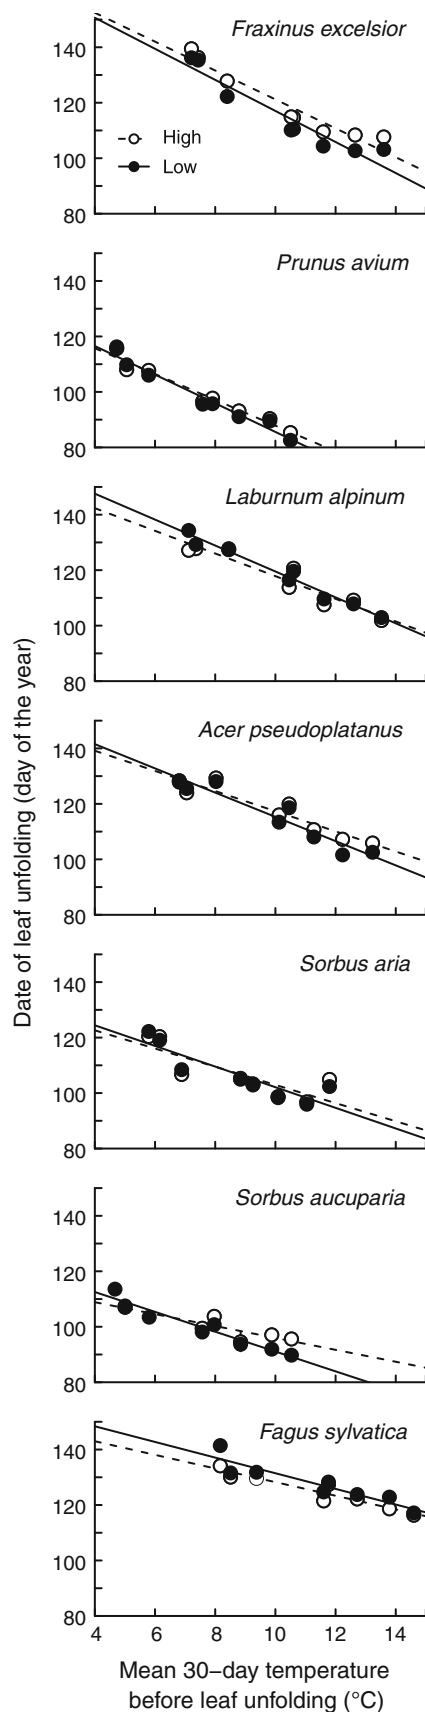 Fraxinus excelsior
140
120
100
80
High
Low
Prunus avium
140
120
100
80
Laburnum alpinum
140
120
100
80
Acer pseudoplatanus
140
120
100
80
Sorbus aria
140
120
100
80
Sorbus aucuparia
140
120
100
80
Fagus sylvatica
140
120
100
80
4 6 8 10 12 14
Date of leaf unfolding (day of the year)
Mean 30–day temperature
before leaf unfolding (°C)